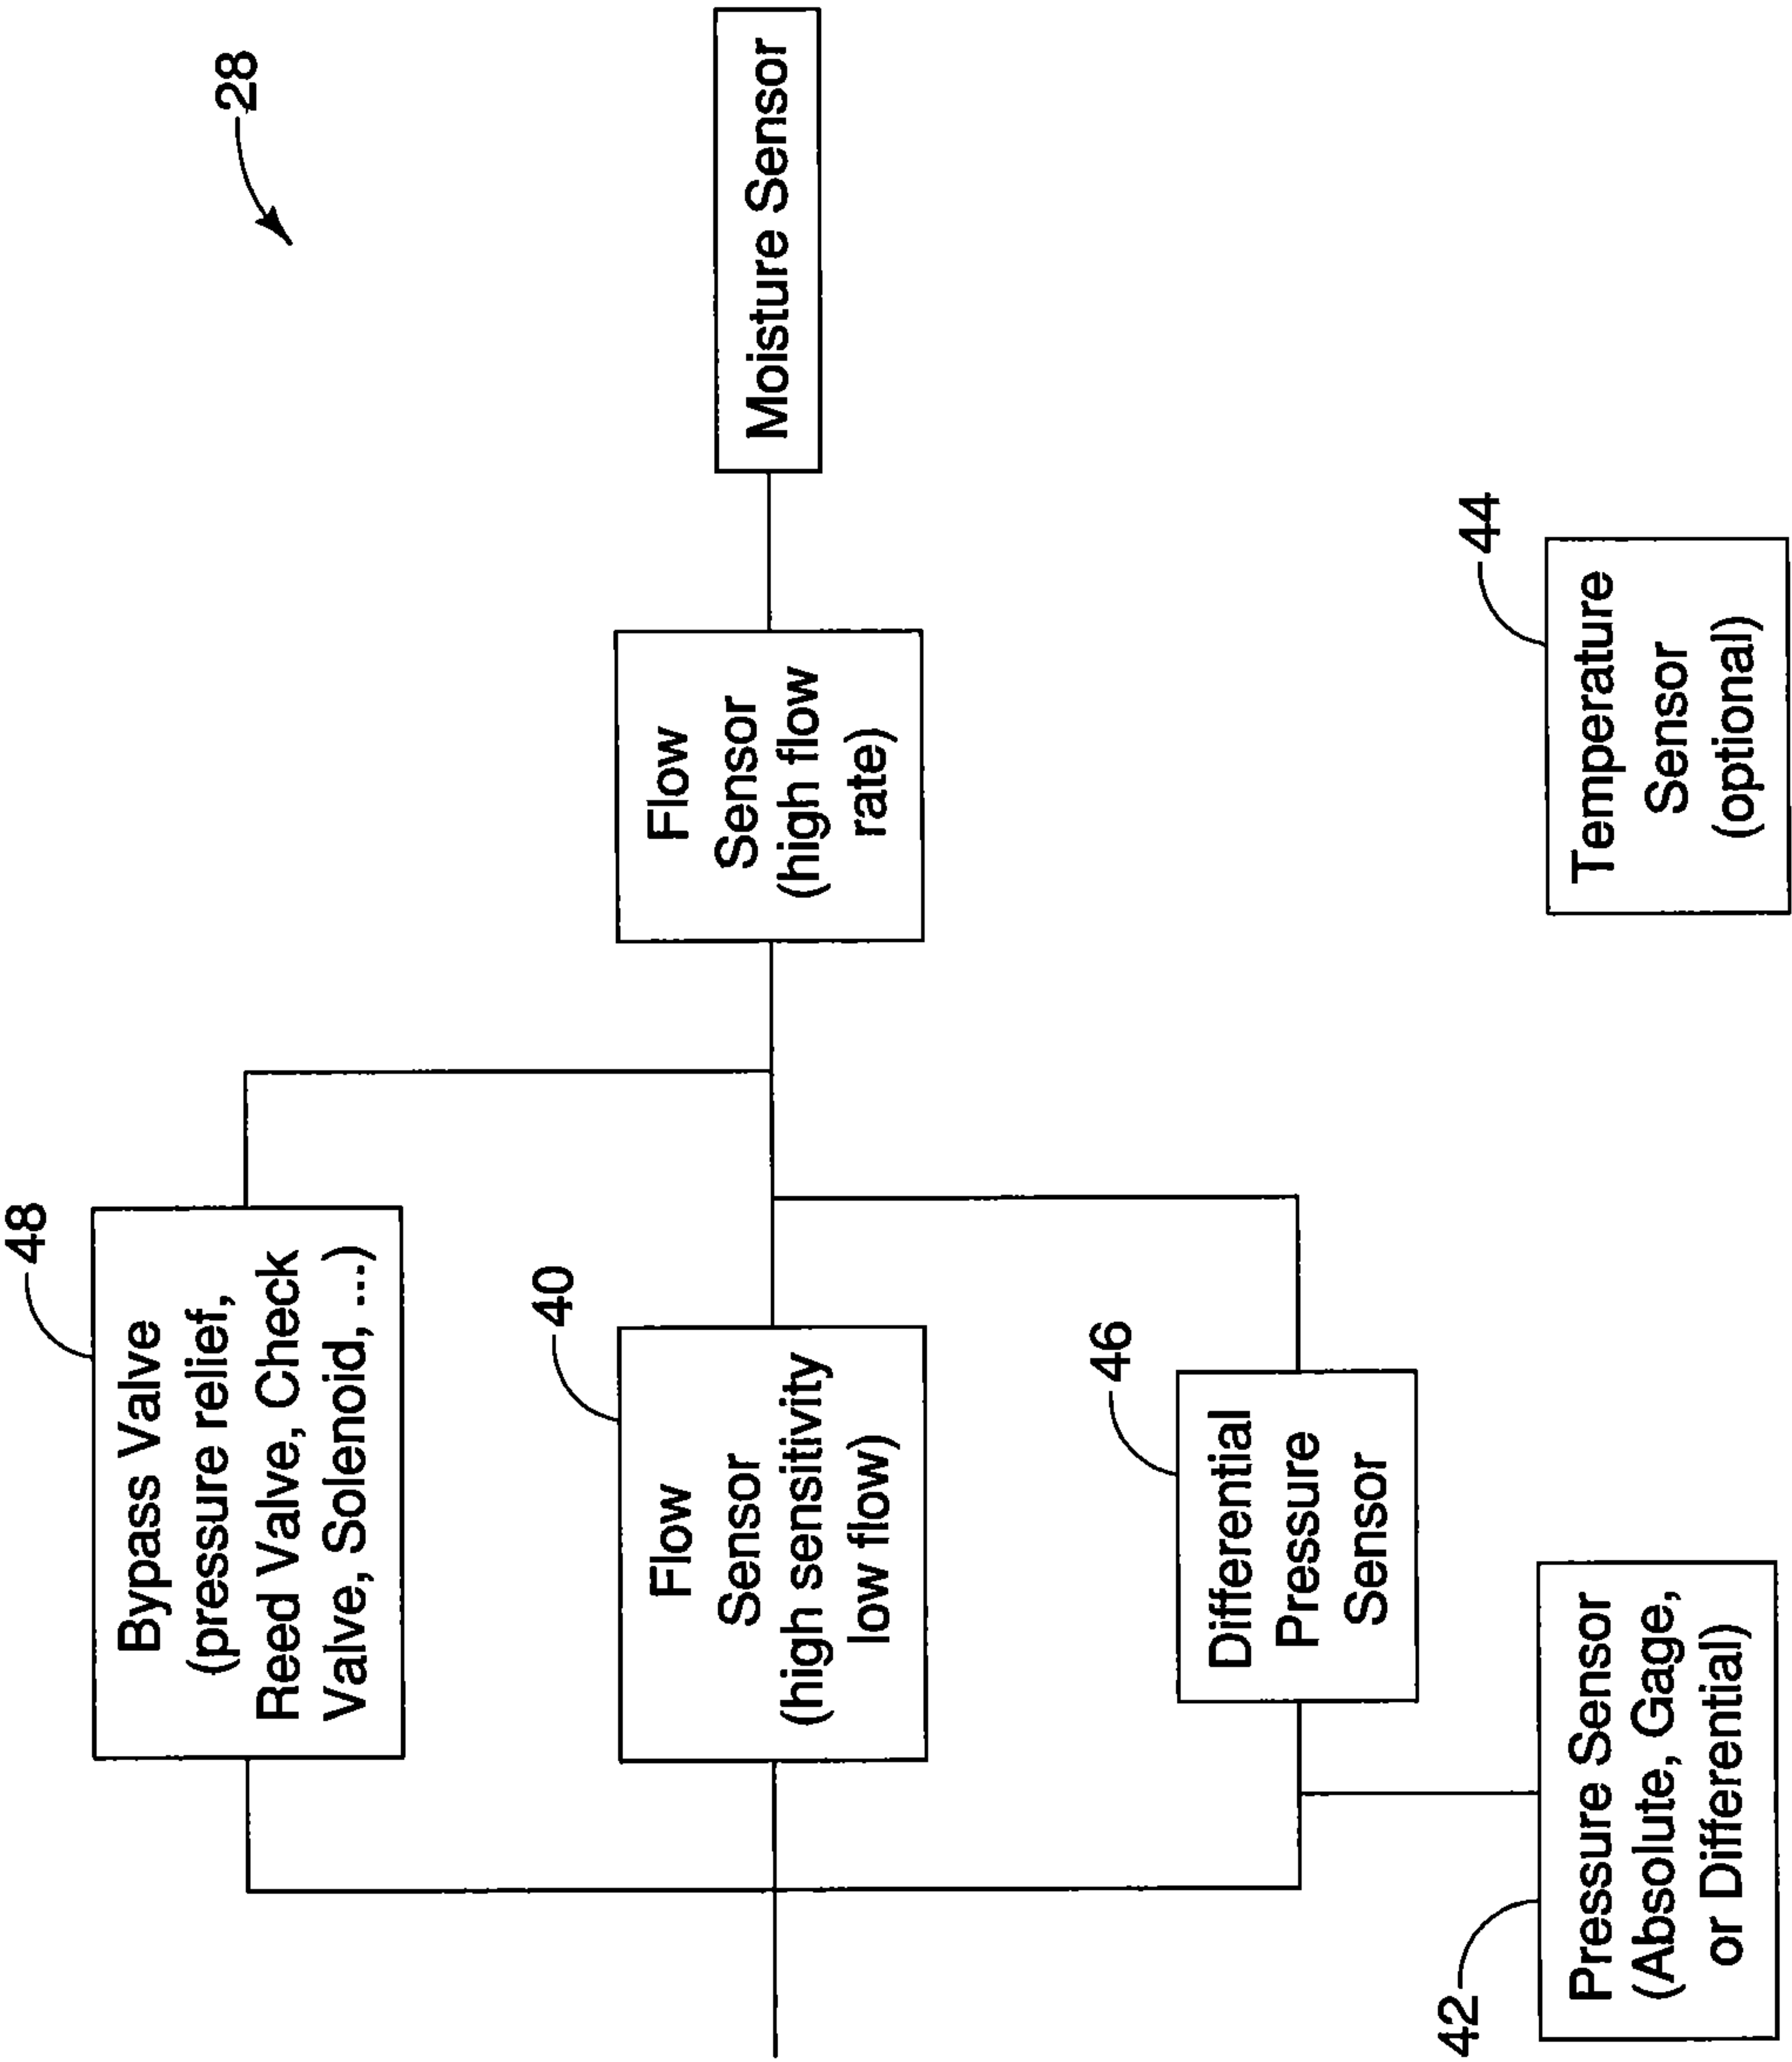 28
48
Bypass Valve
(pressure relief,
Reed Valve, Check
Valve, Solenoid, ...)
40
Flow
Sensor
(high sensitivity
low flow)
Flow
Sensor
(high flow
rate)
Moisture Sensor
46
Differential
Pressure
Sensor
42
Pressure Sensor
(Absolute, Gage,
or Differential)
44
Temperature
Sensor
(optional)